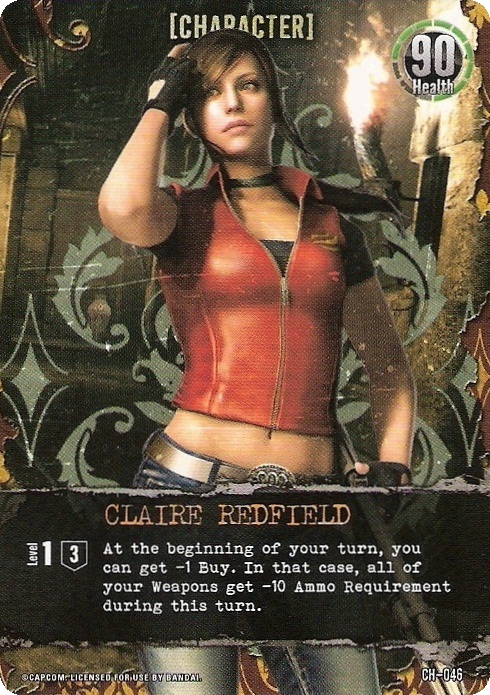 [CHARACTER]
90
Health
CLAIRE REDFIELD
Level 1 3
At the beginning of your turn, you
can get -1 Buy. In that case, all of
your Weapons get -10 Ammo Requirement
during this turn.
©CAPCOM. LICENSED FOR USE BY BANDAI.
CH-046